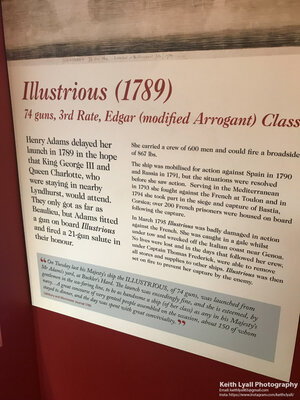 Illustrious (1789)
74 guns, 3rd Rate, Edgar (modified Arrogant) Class
Henry Adams delayed her
launch in 1789 in the hope
that King George III and
Queen Charlotte, who
were staying in nearby
Lyndhurst, would attend.
They only got as far as
Beaulieu, but Adams fitted
a gun on board Illustrious
and fired a 21-gun salute in
their honour.
She carried a crew of 600 men and could fire a broadside
of 867 lbs.
The ship was mobilised for action against Spain in 1790
and Russia in 1791, but the situations were resolved
before she saw action. Serving in the Mediterranean
in 1793 she fought against the French at Toulon and in
1794 she took part in the siege and capture of Bastia,
Corsica; over 200 French prisoners were housed on board
following the capture.
In March 1795 Illustrious was badly damaged in action
against the French. She was caught in a gale whilst
under tow and wrecked off the Italian coast near Genoa.
No lives were lost and in the days that followed her crew,
under Captain Thomas Frederick, were able to remove
all stores and supplies to other ships. Illustrious was then
set on fire to prevent her capture by the enemy.
“ On Tuesday last his Majesty's ship the ILLUSTRIOUS, of 74 guns, was launched from
Mr Adams's yard, at Buckler's Hard. The launch was exceedingly fine, and she is esteemed, by
gentlemen in the sea-faring line, to be as handsome a ship (of her class) as any in his Majesty's
navy. ...A great concourse of very genteel people assembled on the occasion, about 150 of whom
and the day was spent with great conviviality. ”
Keith Lyall Photography
Email: keithlyall@gmail.com
Insta: https://www.instagram.com/keithclyall/